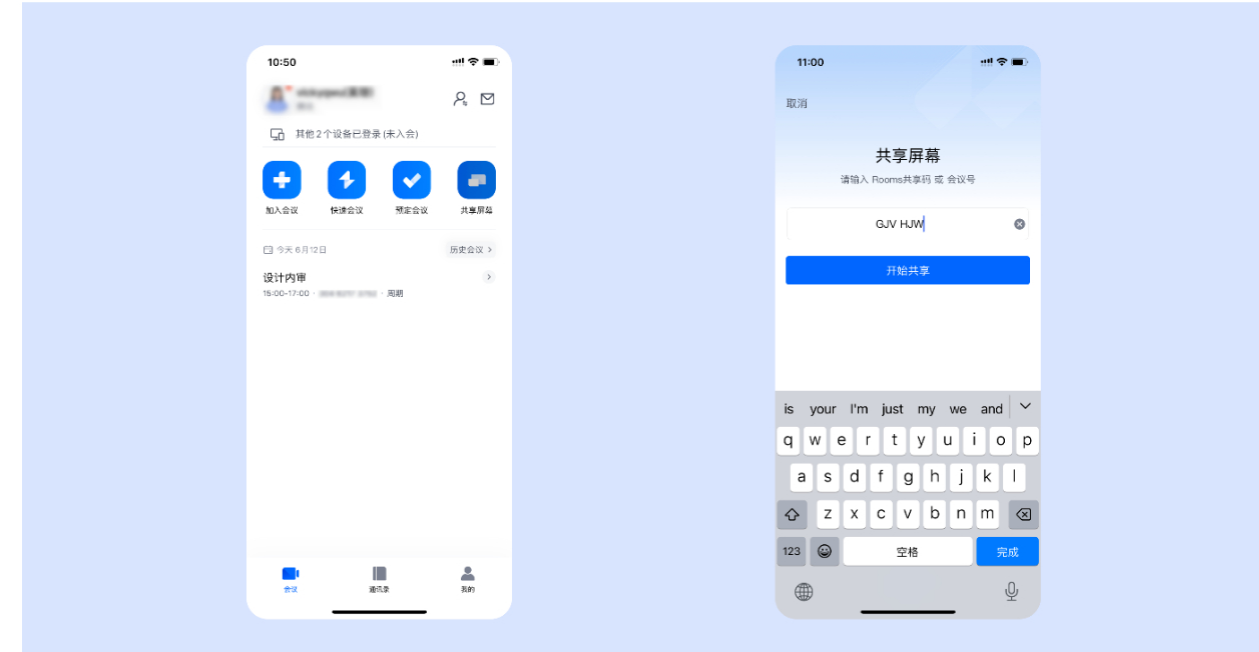 10:50
其他2个设备已登录(未入会)
加入会议 快速会议 预定会议 共享屏幕
今天 6月12日 历史会议 >
设计内审 >
15:00-17:00 · · 周期
会议 通讯录 我的
11:00
取消
共享屏幕
请输入 Rooms共享码 或 会议号
GJV HJW
开始共享
is your I'm just my we and
q w e r t y u i o p
a s d f g h j k l
z x c v b n m
123 空格 完成